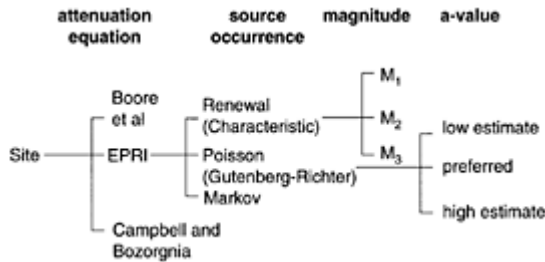 attenuation equation
source occurrence
magnitude
a-value
Site
Boore et al
EPRI
Campbell and Bozorgnia
Renewal (Characteristic)
Poisson (Gutenberg-Richter)
Markov
M1
M2
M3
low estimate
preferred
high estimate